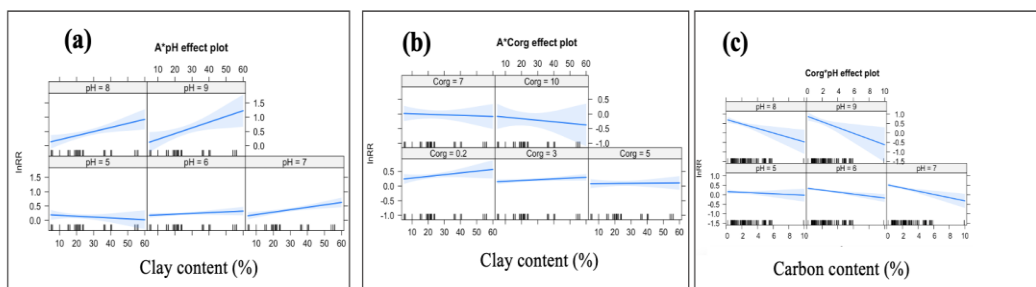 (a)
A*pH effect plot
10 20 30 40 50 60
pH = 8 pH = 9
1.5
1.0
0.5
0.0
lnRR
pH = 5 pH = 6 pH = 7
1.5
1.0
0.5
0.0
10 20 30 40 50 60 10 20 30 40 50 60
Clay content (%)
(b)
A*Corg effect plot
10 20 30 40 50 60
Corg = 7 Corg = 10
0.5
0.0
-0.5
-1.0
lnRR
Corg = 0.2 Corg = 3 Corg = 5
0.5
0.0
-0.5
-1.0
10 20 30 40 50 60 10 20 30 40 50 60
Clay content (%)
(c)
Corg*pH effect plot
0 2 4 6 8 10
pH = 8 pH = 9
1.0
0.5
0.0
-0.5
-1.0
-1.5
lnRR
pH = 5 pH = 6 pH = 7
1.0
0.5
0.0
-0.5
-1.0
-1.5
0 2 4 6 8 10 0 2 4 6 8 10
Carbon content (%)